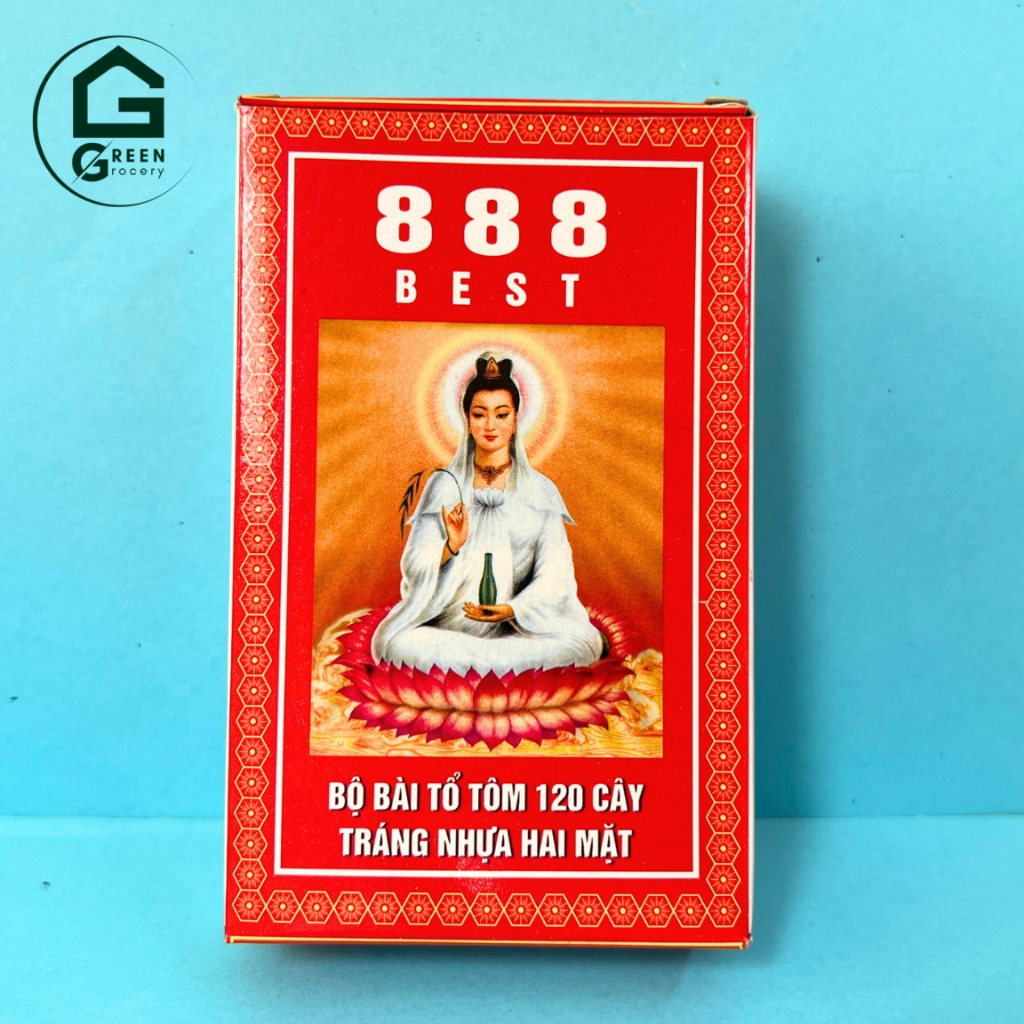 GREEN
Grocery
888
BEST
BỘ BÀI TỔ TÔM 120 CÂY
TRÁNG NHỰA HAI MẶT